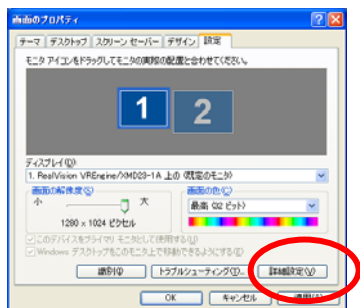 画面のプロパティ
テーマ デスクトップ スクリーン セーバー デザイン 設定
モニタ アイコンをドラッグしてモニタの実際の配置と合わせてください。
1 2
ディスプレイ(D)
1. RealVision VREngine/XMD23-1A 上の (既定のモニタ)
画面の解像度(S) 画面の色(C)
小 大 最高 (32 ビット)
1280 x 1024 ピクセル
このデバイスをプライマリ モニタとして使用する(U)
Windows デスクトップをこのモニタ上で移動できるようにする(E)
識別(I) トラブルシューティング(T)... 詳細設定(V)
OK キャンセル 適用(A)